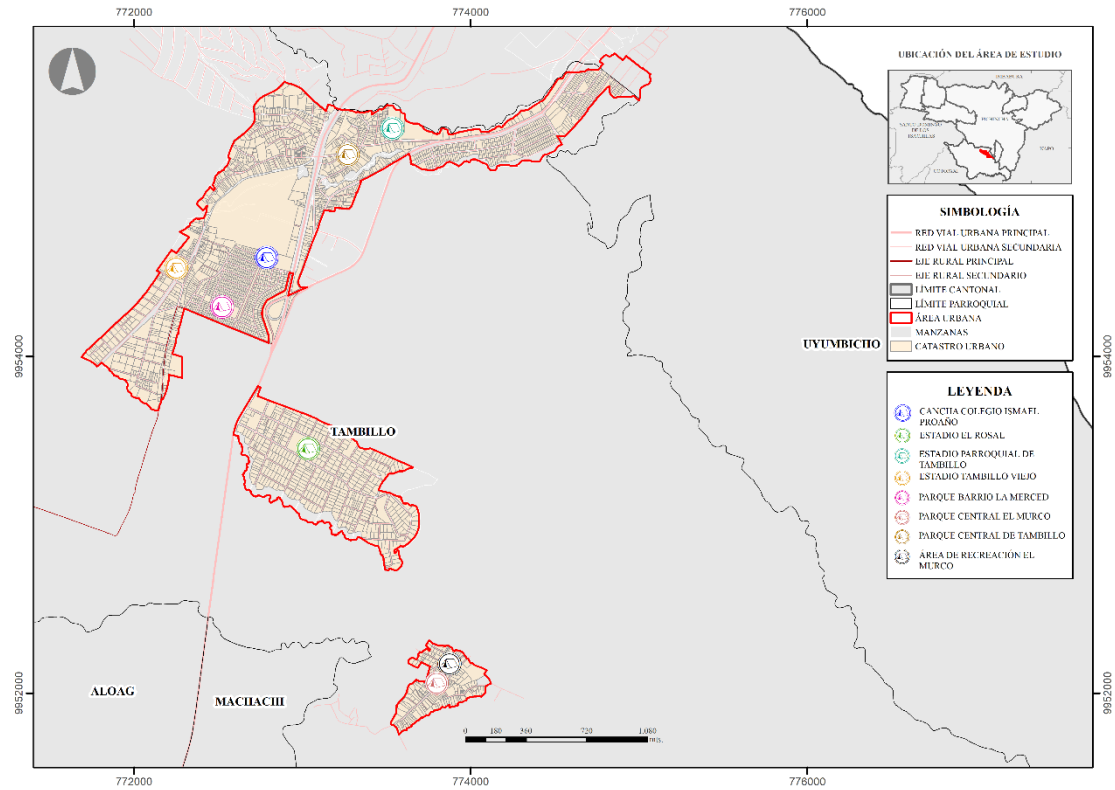 772000
774000
776000
UBICACIÓN DEL ÁREA DE ESTUDIO
SIMBOLOGÍA
RED VIAL URBANA PRINCIPAL
RED VIAL URBANA SECUNDARIA
EJE RURAL PRINCIPAL
EJE RURAL SECUNDARIO
LÍMITE CANTONAL
LÍMITE PARROQUIAL
ÁREA URBANA
MANZANAS
CATASTRO URBANO
9954000
UYUMBICHO
9954000
LEYENDA
CANCHA COLEGIO ISMAEL
PROAÑO
ESTADIO EL ROSAL
ESTADIO PARROQUIAL DE
TAMBILLO
ESTADIO TAMBILLO VIEJO
PARQUE BARRIO LA MERCED
PARQUE CENTRAL EL MURCO
PARQUE CENTRAL DE TAMBILLO
ÁREA DE RECREACIÓN EL
MURCO
TAMBILLO
9952000
ALOAG
MACHACHI
9952000
0 180 360 720 1.080
mts.
772000
774000
776000